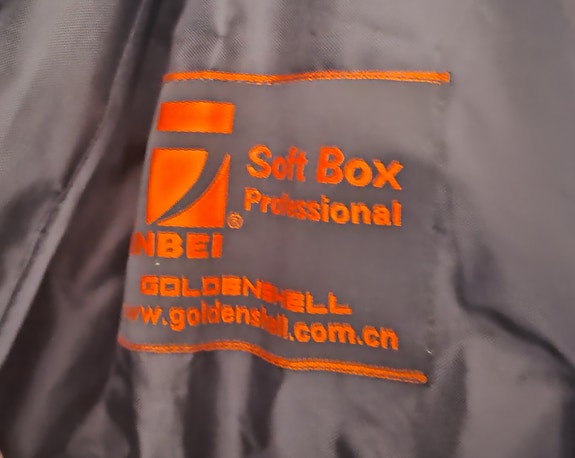 Soft Box
Professional
NBEI
GOLDENSHELL
www.goldenshell.com.cn